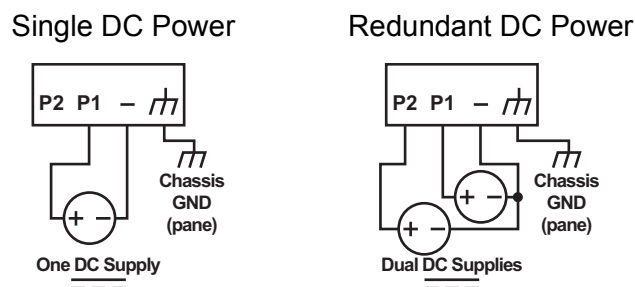 Single DC Power
Redundant DC Power
P2 P1 –
P2 P1 –
Chassis
GND
(pane)
Chassis
GND
(pane)
+ –
+ –
+ –
One DC Supply
Dual DC Supplies